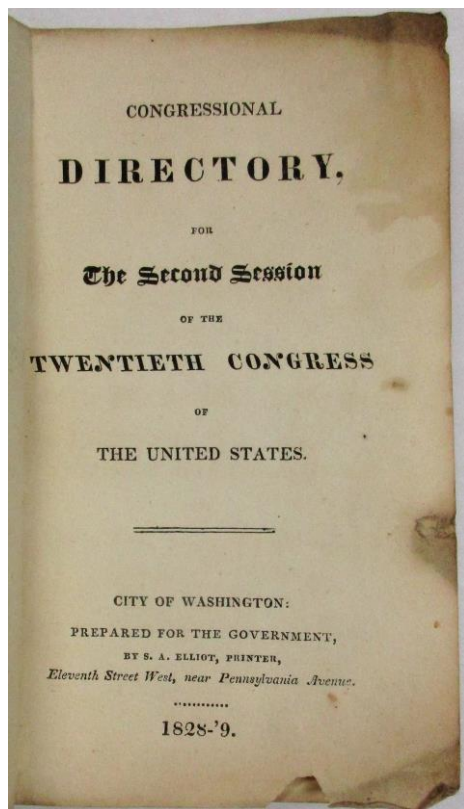 CONGRESSIONAL
DIRECTORY,
FOR
The Second Session
OF THE
TWENTIETH CONGRESS
OF
THE UNITED STATES.
CITY OF WASHINGTON:
PREPARED FOR THE GOVERNMENT,
BY S. A. ELLIOT, PRINTER,
Eleventh Street West, near Pennsylvania Avenue.
1828-'9.